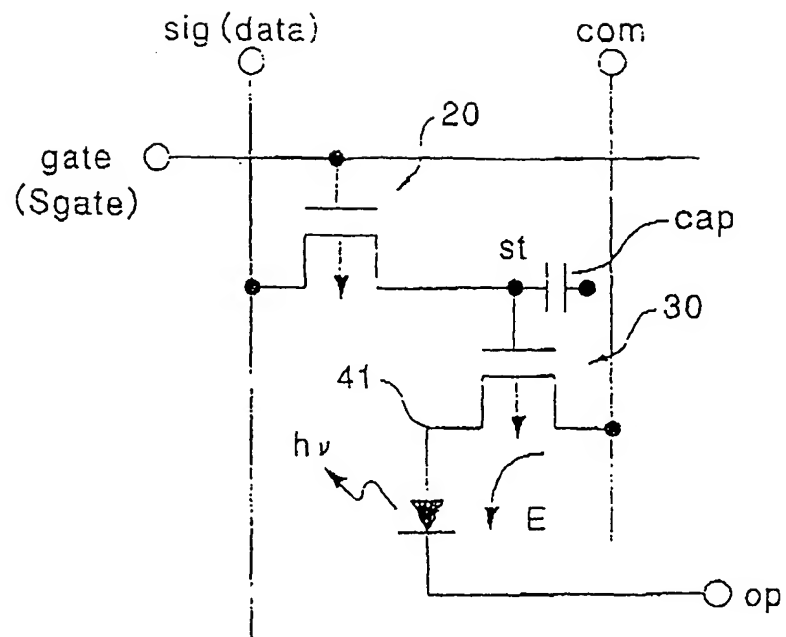 sig (data)
com
20
gate
(Sgate)
cap
st
30
41
hν
E
op